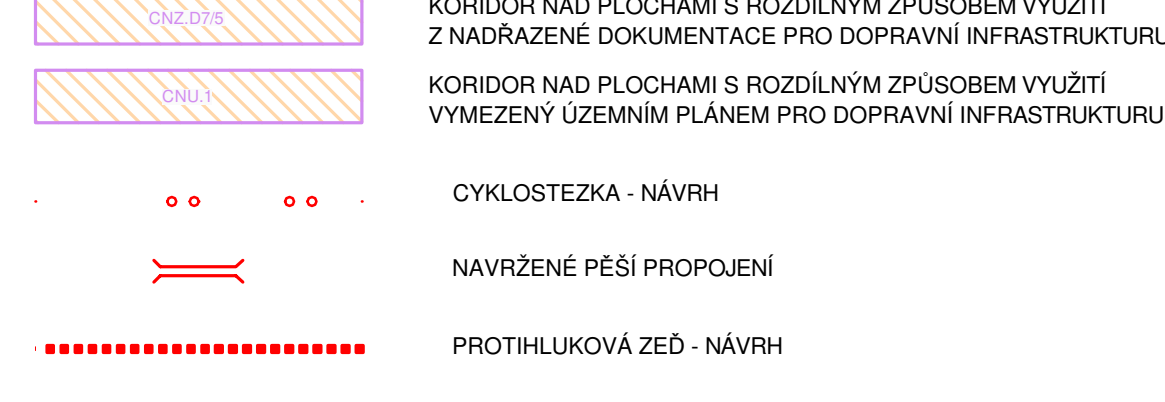 CNZ.D7/5
KORIDOR NAD PLOCHAMI S ROZDÍLNÝM ZPŮSOBEM VYUŽITÍ
Z NADŘAZENÉ DOKUMENTACE PRO DOPRAVNÍ INFRASTRUKTURU
CNU.1
KORIDOR NAD PLOCHAMI S ROZDÍLNÝM ZPŮSOBEM VYUŽITÍ
VYMEZENÝ ÚZEMNÍM PLÁNEM PRO DOPRAVNÍ INFRASTRUKTURU
CYKLOSTEZKA - NÁVRH
NAVRŽENÉ PĚŠÍ PROPOJENÍ
PROTIHLUKOVÁ ZEĎ - NÁVRH